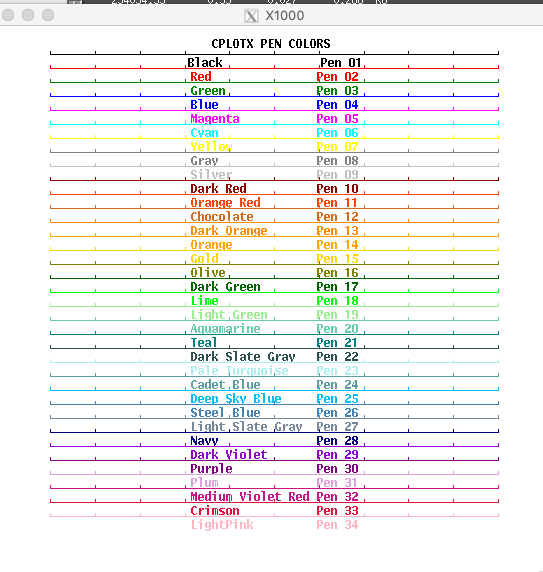 X1000
CPLOTX PEN COLORS
Black Pen 01
Red Pen 02
Green Pen 03
Blue Pen 04
Magenta Pen 05
Cyan Pen 06
Yellow Pen 07
Gray Pen 08
Silver Pen 09
Dark Red Pen 10
Orange Red Pen 11
Chocolate Pen 12
Dark Orange Pen 13
Orange Pen 14
Gold Pen 15
Olive Pen 16
Dark Green Pen 17
Lime Pen 18
Light Green Pen 19
Aquamarine Pen 20
Teal Pen 21
Dark Slate Gray Pen 22
Pale Turquoise Pen 23
Cadet Blue Pen 24
Deep Sky Blue Pen 25
Steel Blue Pen 26
Light Slate Gray Pen 27
Navy Pen 28
Dark Violet Pen 29
Purple Pen 30
Plum Pen 31
Medium Violet Red Pen 32
Crimson Pen 33
LightPink Pen 34